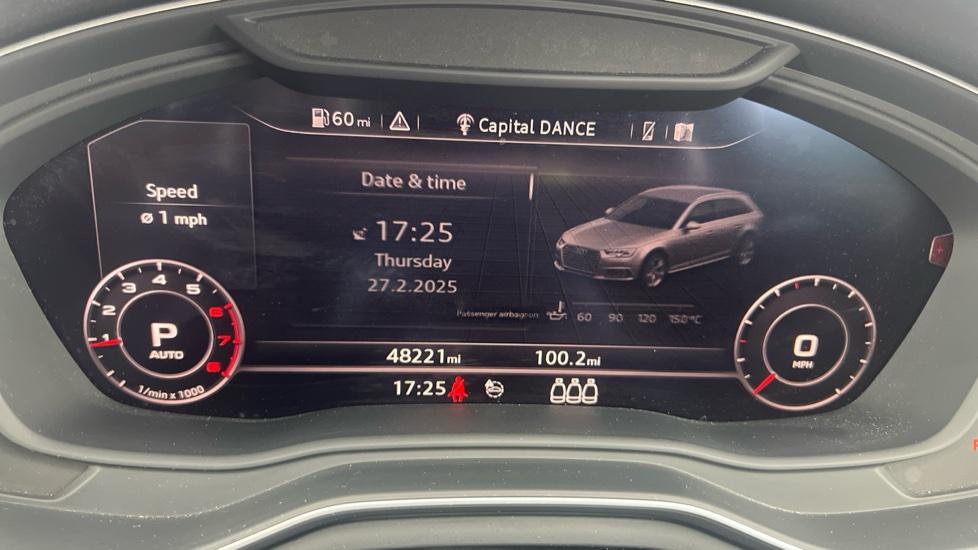 60 mi
Capital DANCE
Speed
ø 1 mph
Date & time
17:25
Thursday
27.2.2025
Passenger airbag on
60 90 120 150°C
1 2 3 4 5 6 7 8
P
AUTO
1/min x 1000
0
MPH
48221 mi 100.2 mi
17:25